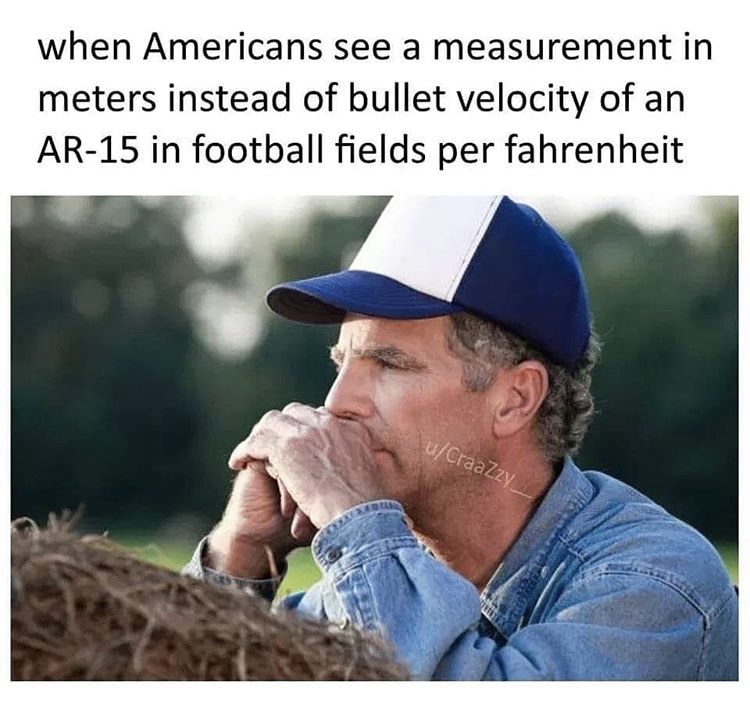 when Americans see a measurement in
meters instead of bullet velocity of an
AR-15 in football fields per fahrenheit
u/CraaZzy__